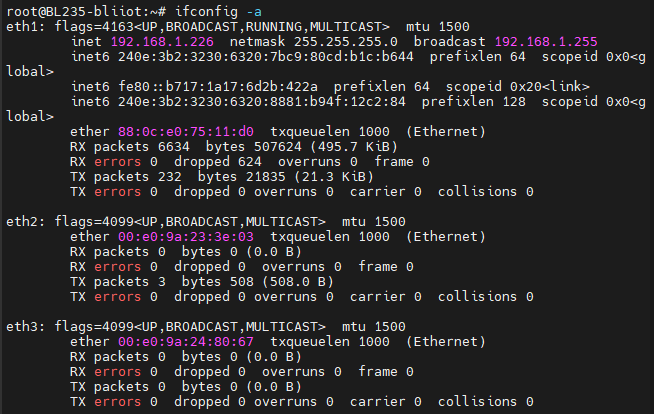 root@BL235-bliiot:~# ifconfig -a
eth1: flags=4163<UP,BROADCAST,RUNNING,MULTICAST>  mtu 1500
        inet 192.168.1.226  netmask 255.255.255.0  broadcast 192.168.1.255
        inet6 240e:3b2:3230:6320:7bc9:80cd:b1c:b644  prefixlen 64  scopeid 0x0<g
lobal>
        inet6 fe80::b717:1a17:6d2b:422a  prefixlen 64  scopeid 0x20<link>
        inet6 240e:3b2:3230:6320:8881:b94f:12c2:84  prefixlen 128  scopeid 0x0<g
lobal>
        ether 88:0c:e0:75:11:d0  txqueuelen 1000  (Ethernet)
        RX packets 6634  bytes 507624 (495.7 KiB)
        RX errors 0  dropped 624  overruns 0  frame 0
        TX packets 232  bytes 21835 (21.3 KiB)
        TX errors 0  dropped 0 overruns 0  carrier 0  collisions 0

eth2: flags=4099<UP,BROADCAST,MULTICAST>  mtu 1500
        ether 00:e0:9a:23:3e:03  txqueuelen 1000  (Ethernet)
        RX packets 0  bytes 0 (0.0 B)
        RX errors 0  dropped 0  overruns 0  frame 0
        TX packets 3  bytes 508 (508.0 B)
        TX errors 0  dropped 0 overruns 0  carrier 0  collisions 0

eth3: flags=4099<UP,BROADCAST,MULTICAST>  mtu 1500
        ether 00:e0:9a:24:80:67  txqueuelen 1000  (Ethernet)
        RX packets 0  bytes 0 (0.0 B)
        RX errors 0  dropped 0  overruns 0  frame 0
        TX packets 0  bytes 0 (0.0 B)
        TX errors 0  dropped 0 overruns 0  carrier 0  collisions 0